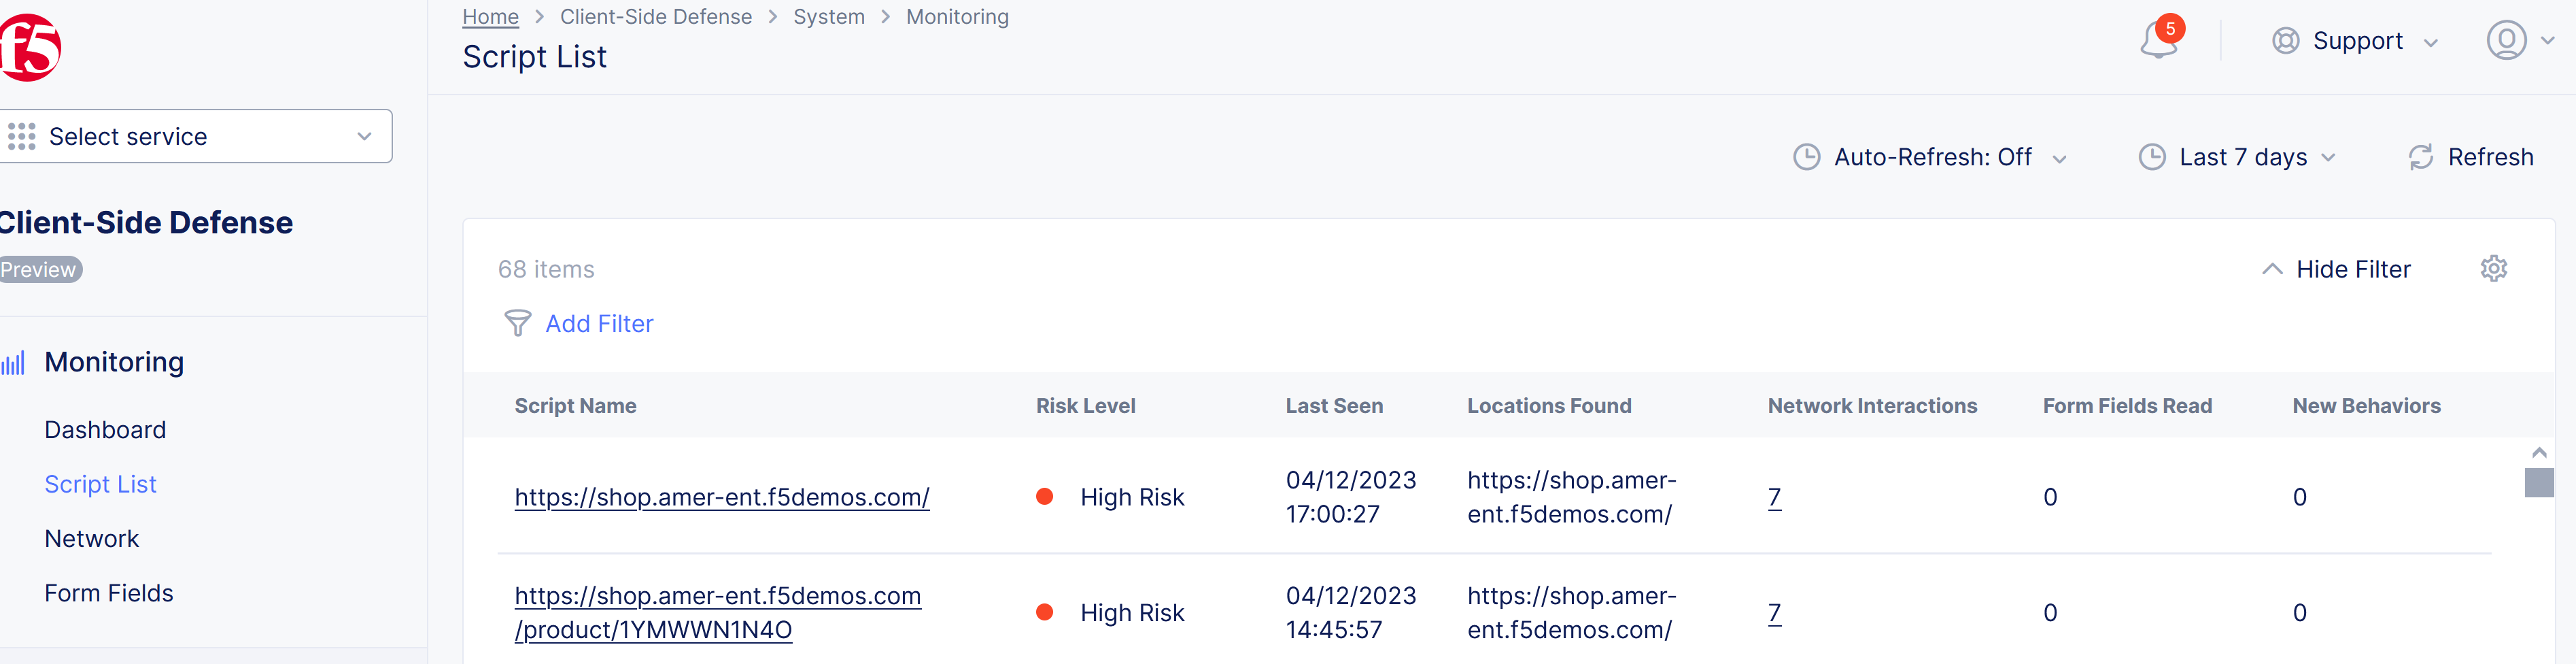 f5
Select service
Client-Side Defense
Preview
Monitoring
Dashboard
Script List
Network
Form Fields
Home > Client-Side Defense > System > Monitoring
Script List
5
Support
Auto-Refresh: Off
Last 7 days
Refresh
68 items
Hide Filter
Add Filter
Script Name Risk Level Last Seen Locations Found Network Interactions Form Fields Read New Behaviors
https://shop.amer-ent.f5demos.com/ High Risk 04/12/2023 https://shop.amer- 7 0 0
17:00:27 ent.f5demos.com/
https://shop.amer-ent.f5demos.com High Risk 04/12/2023 https://shop.amer- 7 0 0
/product/1YMWWN1N4O 14:45:57 ent.f5demos.com/